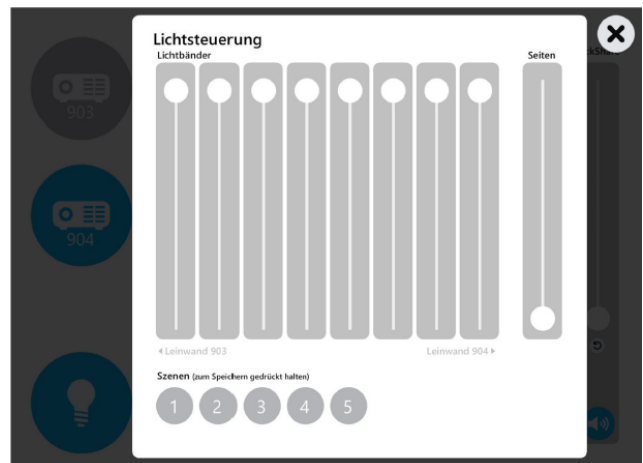 Lichtsteuerung
Lichtbänder
Seiten
903
904
Leinwand 903
Leinwand 904
Szenen (zum Speichern gedrückt halten)
1 2 3 4 5